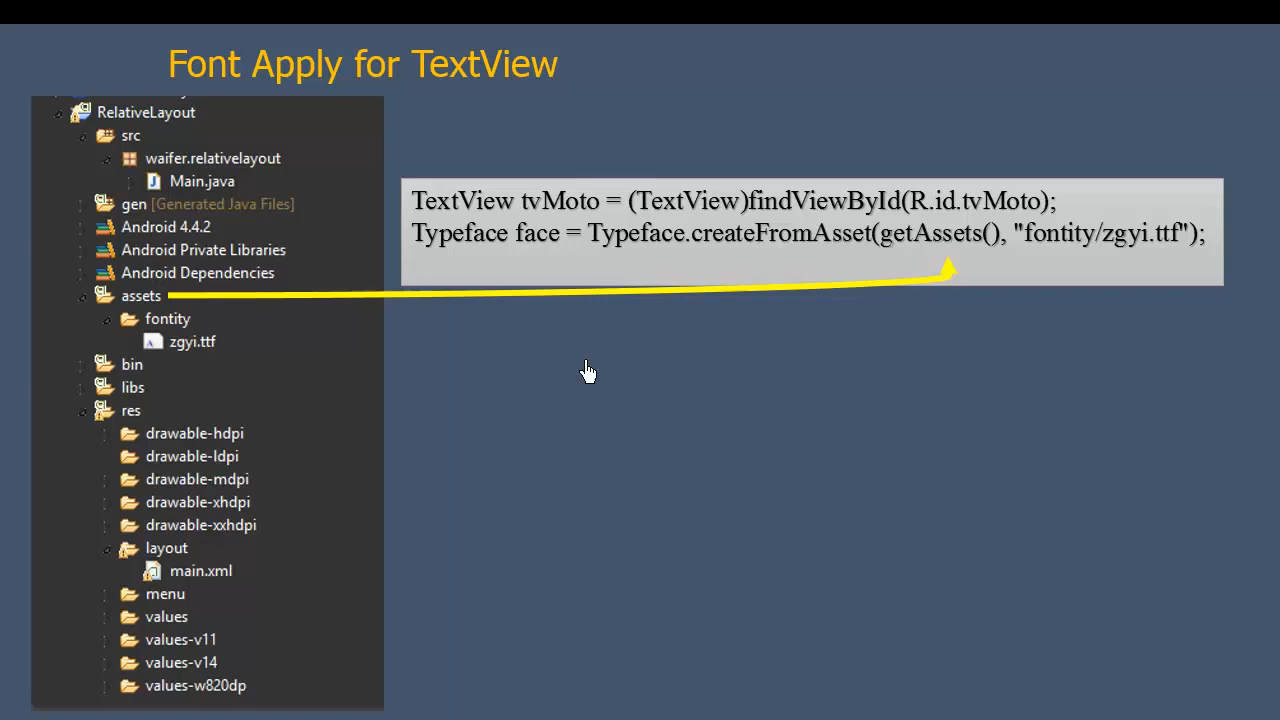 Font Apply for TextView
RelativeLayout
src
waifer.relativelayout
Main.java
gen [Generated Java Files]
Android 4.4.2
Android Private Libraries
Android Dependencies
assets
fontity
zgyi.ttf
bin
libs
res
drawable-hdpi
drawable-ldpi
drawable-mdpi
drawable-xhdpi
drawable-xxhdpi
layout
main.xml
menu
values
values-v11
values-v14
values-w820dp
TextView tvMoto = (TextView)findViewById(R.id.tvMoto);
Typeface face = Typeface.createFromAsset(getAssets(), "fontity/zgyi.ttf");